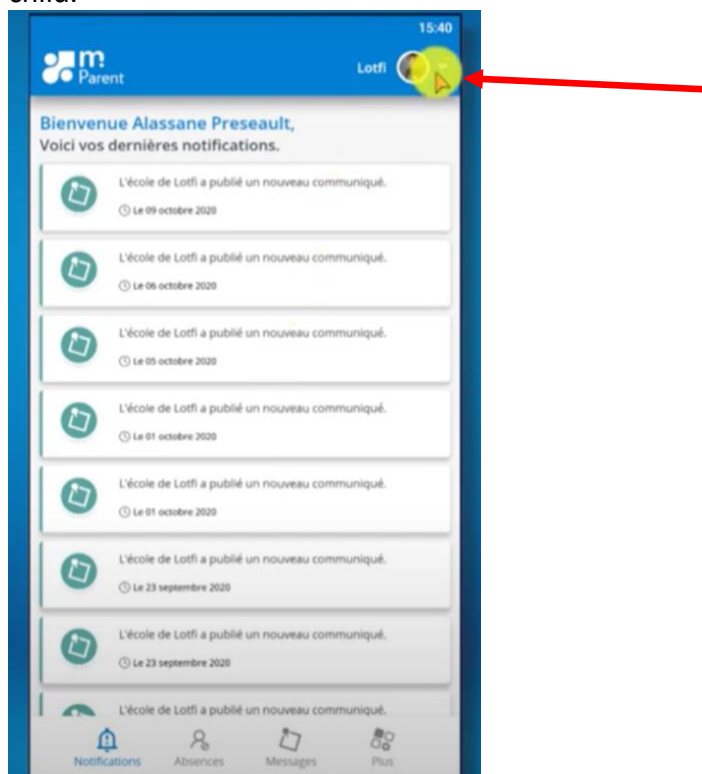 15:40
m
Parent
Lotfi
Bienvenue Alassane Preseault,
Voici vos dernières notifications.
L'école de Lotfi a publié un nouveau communiqué.
Le 09 octobre 2020
L'école de Lotfi a publié un nouveau communiqué.
Le 06 octobre 2020
L'école de Lotfi a publié un nouveau communiqué.
Le 05 octobre 2020
L'école de Lotfi a publié un nouveau communiqué.
Le 01 octobre 2020
L'école de Lotfi a publié un nouveau communiqué.
Le 01 octobre 2020
L'école de Lotfi a publié un nouveau communiqué.
Le 23 septembre 2020
L'école de Lotfi a publié un nouveau communiqué.
Le 23 septembre 2020
L'école de Lotfi a publié un nouveau communiqué.
Notifications Absences Messages Plus